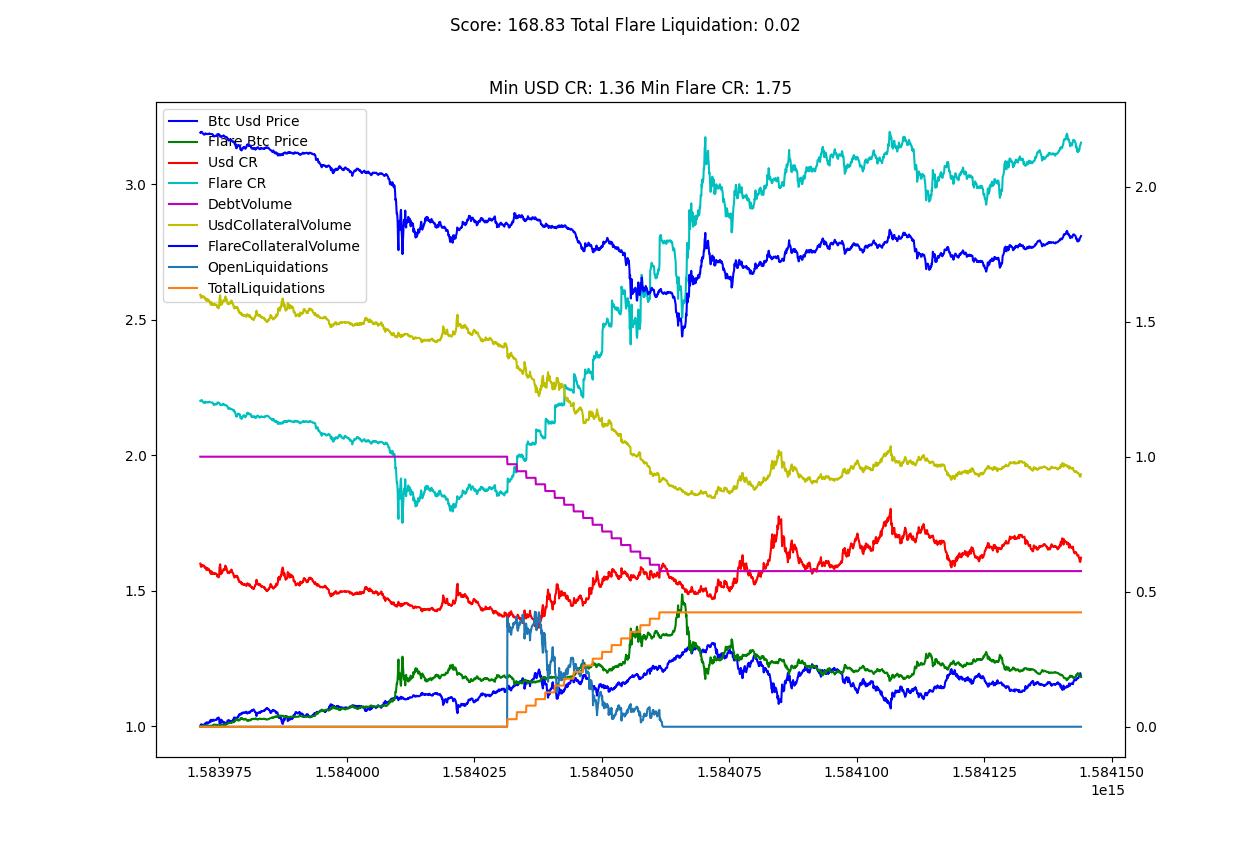 Score: 168.83 Total Flare Liquidation: 0.02
Min USD CR: 1.36 Min Flare CR: 1.75
Btc Usd Price
Flare Btc Price
Usd CR
Flare CR
DebtVolume
UsdCollateralVolume
FlareCollateralVolume
OpenLiquidations
TotalLiquidations
3.0
2.5
2.0
1.5
1.0
2.0
1.5
1.0
0.5
0.0
1.583975 1.584000 1.584025 1.584050 1.584075 1.584100 1.584125 1.584150
1e15